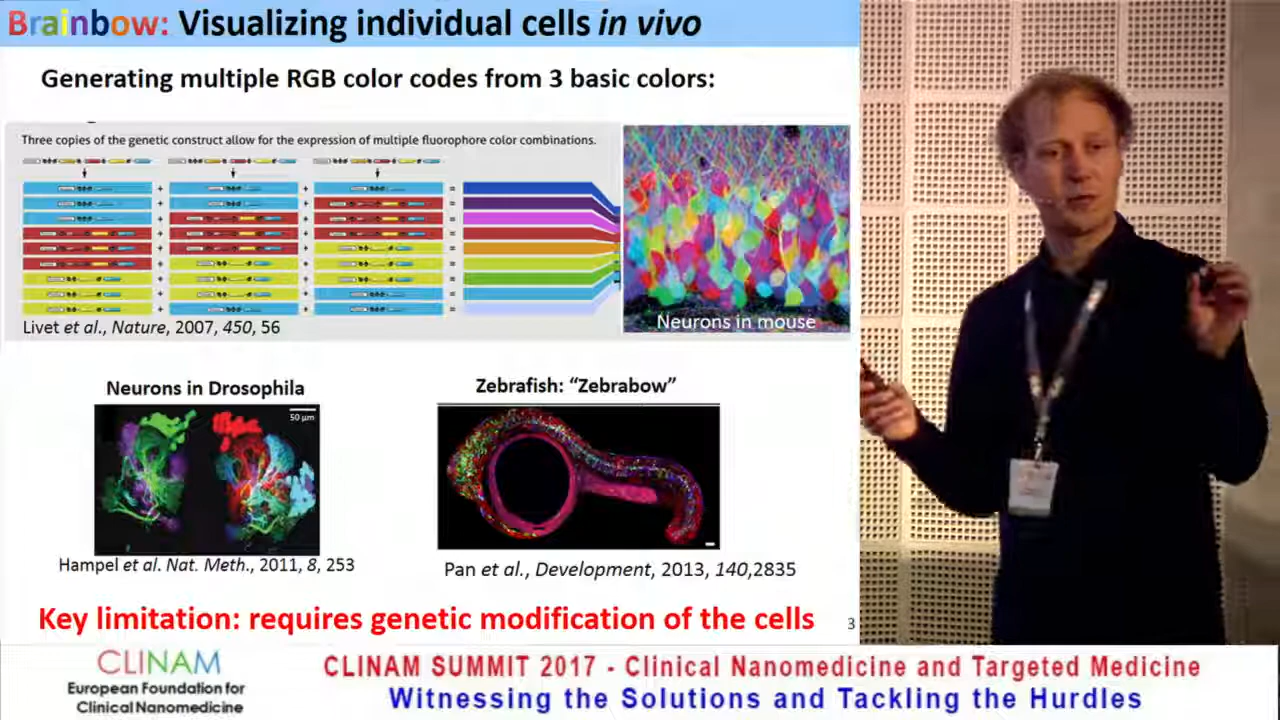 Brainbow: Visualizing individual cells in vivo
Generating multiple RGB color codes from 3 basic colors:
Three copies of the genetic construct allow for the expression of multiple fluorophore color combinations.
+ + =
+ + =
+ + =
+ + =
+ + =
+ + =
+ + =
+ + =
+ + =
Livet et al., Nature, 2007, 450, 56
Neurons in mouse
Neurons in Drosophila
50 µm
Hampel et al. Nat. Meth., 2011, 8, 253
Zebrafish: “Zebrabow”
Pan et al., Development, 2013, 140,2835
Key limitation: requires genetic modification of the cells
3
CLINAM
European Foundation for
Clinical Nanomedicine
CLINAM SUMMIT 2017 - Clinical Nanomedicine and Targeted Medicine
Witnessing the Solutions and Tackling the Hurdles